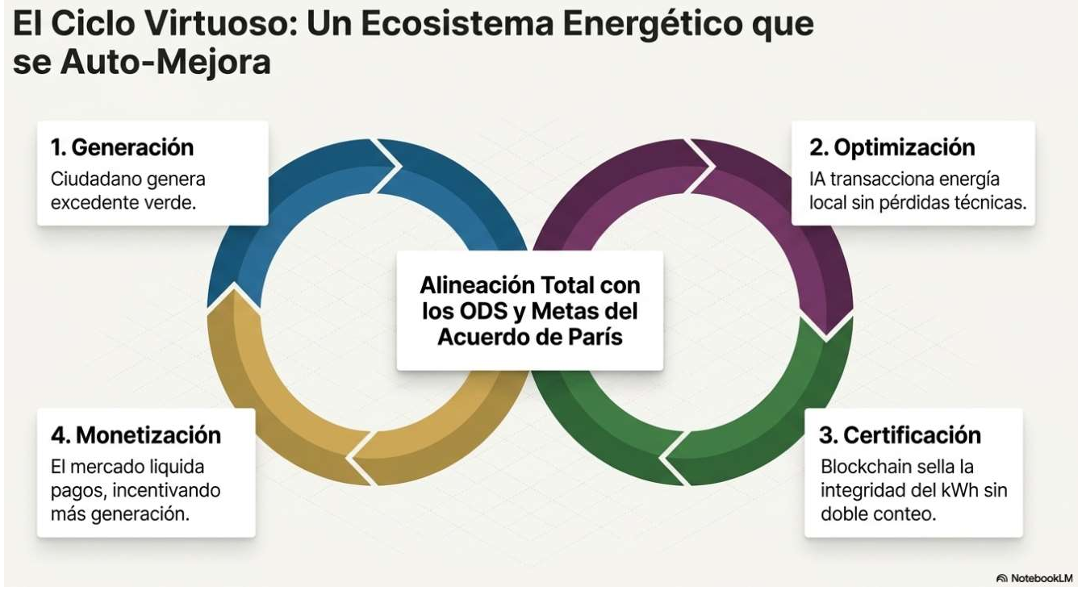 El Ciclo Virtuoso: Un Ecosistema Energético que
se Auto-Mejora
1. Generación
Ciudadano genera
excedente verde.
2. Optimización
IA transacciona energía
local sin pérdidas técnicas.
Alineación Total con
los ODS y Metas del
Acuerdo de París
4. Monetización
El mercado liquida
pagos, incentivando
más generación.
3. Certificación
Blockchain sella la
integridad del kWh sin
doble conteo.
NotebookLM